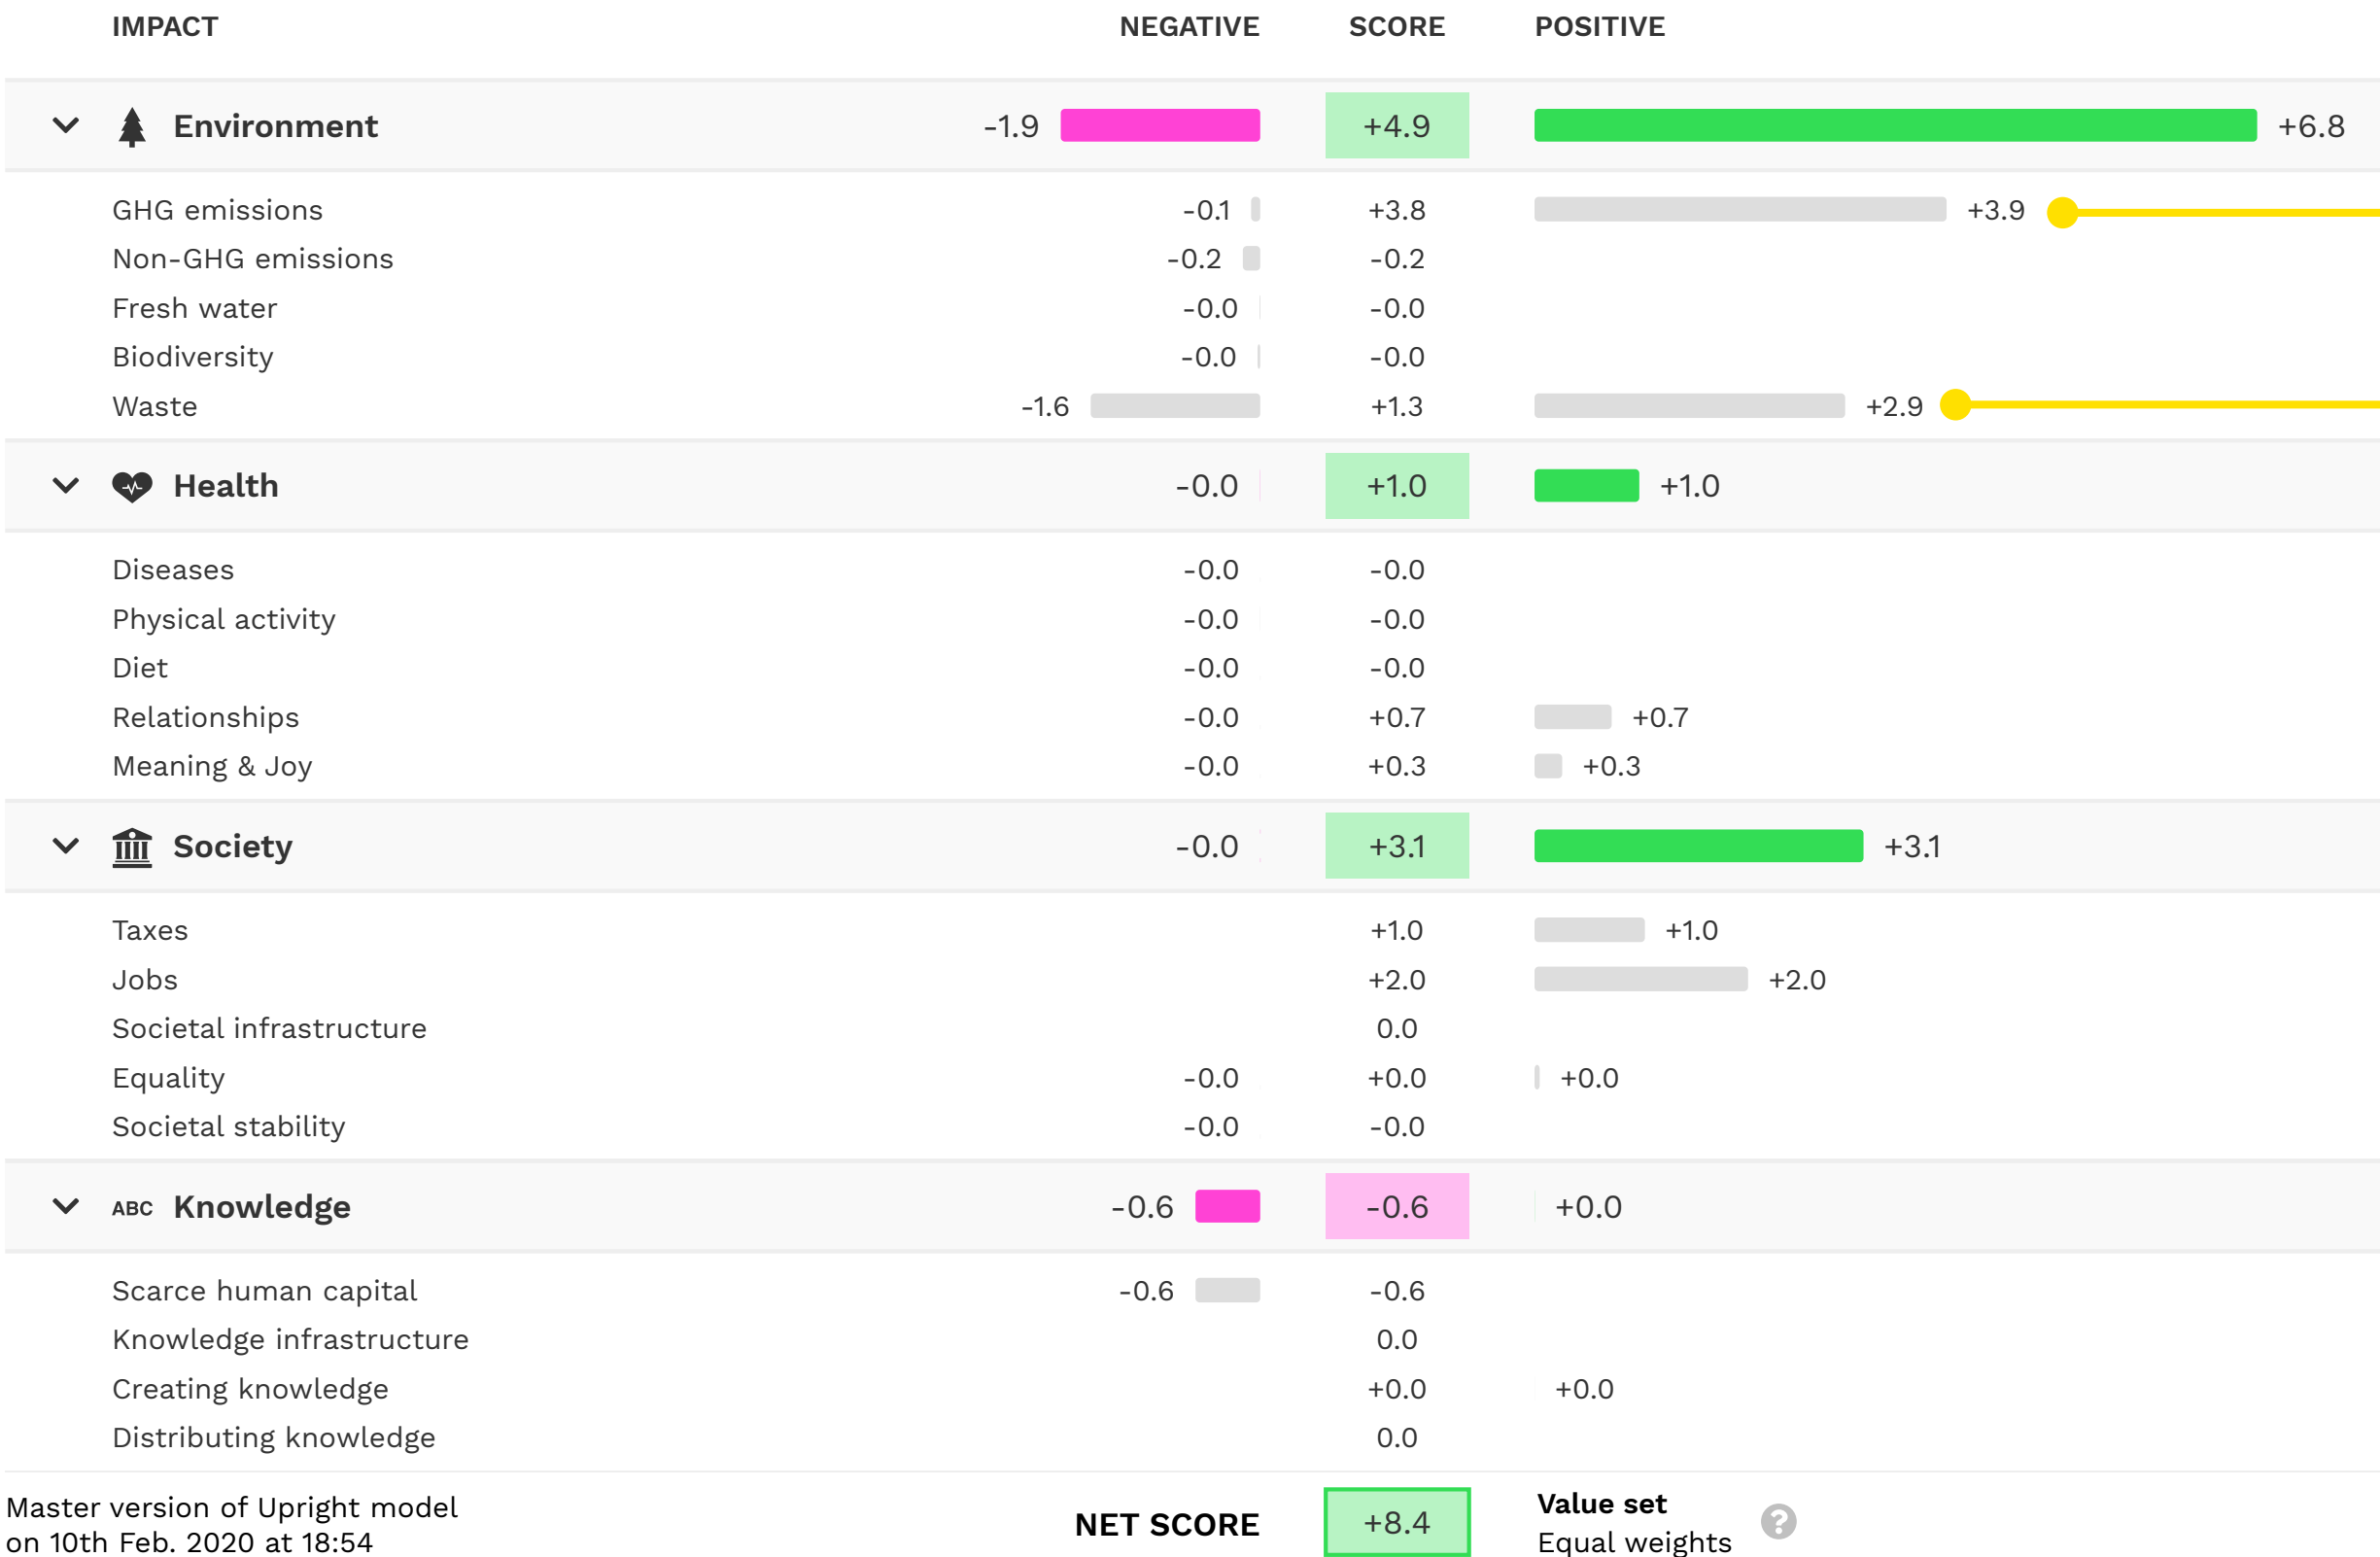 IMPACT NEGATIVE SCORE POSITIVE
Environment -1.9 +4.9 +6.8
GHG emissions -0.1 +3.8 +3.9
Non-GHG emissions -0.2 -0.2
Fresh water -0.0 -0.0
Biodiversity -0.0 -0.0
Waste -1.6 +1.3 +2.9
Health -0.0 +1.0 +1.0
Diseases -0.0 -0.0
Physical activity -0.0 -0.0
Diet -0.0 -0.0
Relationships -0.0 +0.7 +0.7
Meaning & Joy -0.0 +0.3 +0.3
Society -0.0 +3.1 +3.1
Taxes +1.0 +1.0
Jobs +2.0 +2.0
Societal infrastructure 0.0
Equality -0.0 +0.0 +0.0
Societal stability -0.0 -0.0
ABC Knowledge -0.6 -0.6 +0.0
Scarce human capital -0.6 -0.6
Knowledge infrastructure 0.0
Creating knowledge +0.0 +0.0
Distributing knowledge 0.0
Master version of Upright model
on 10th Feb. 2020 at 18:54
NET SCORE +8.4
Value set
Equal weights
?